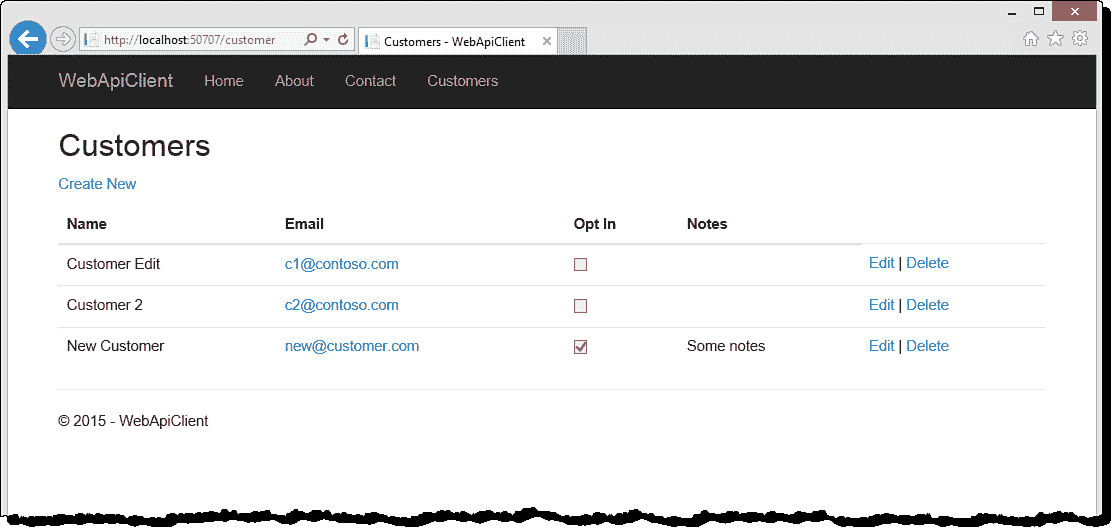 http://localhost:50707/customer
Customers - WebApiClient
WebApiClient Home About Contact Customers
Customers
Create New
Name Email Opt In Notes
Customer Edit c1@contoso.com Edit | Delete
Customer 2 c2@contoso.com Edit | Delete
New Customer new@customer.com Some notes Edit | Delete
© 2015 - WebApiClient